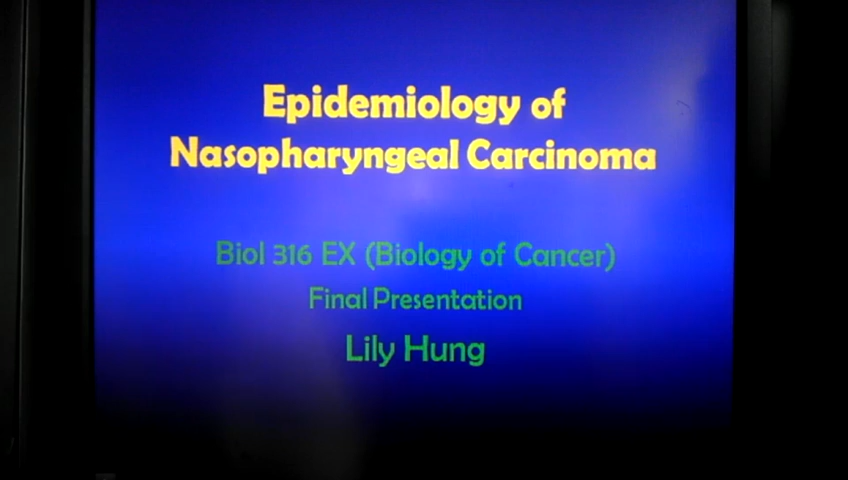 Epidemiology of
Nasopharyngeal Carcinoma
Biol 316 EX (Biology of Cancer)
Final Presentation
Lily Hung